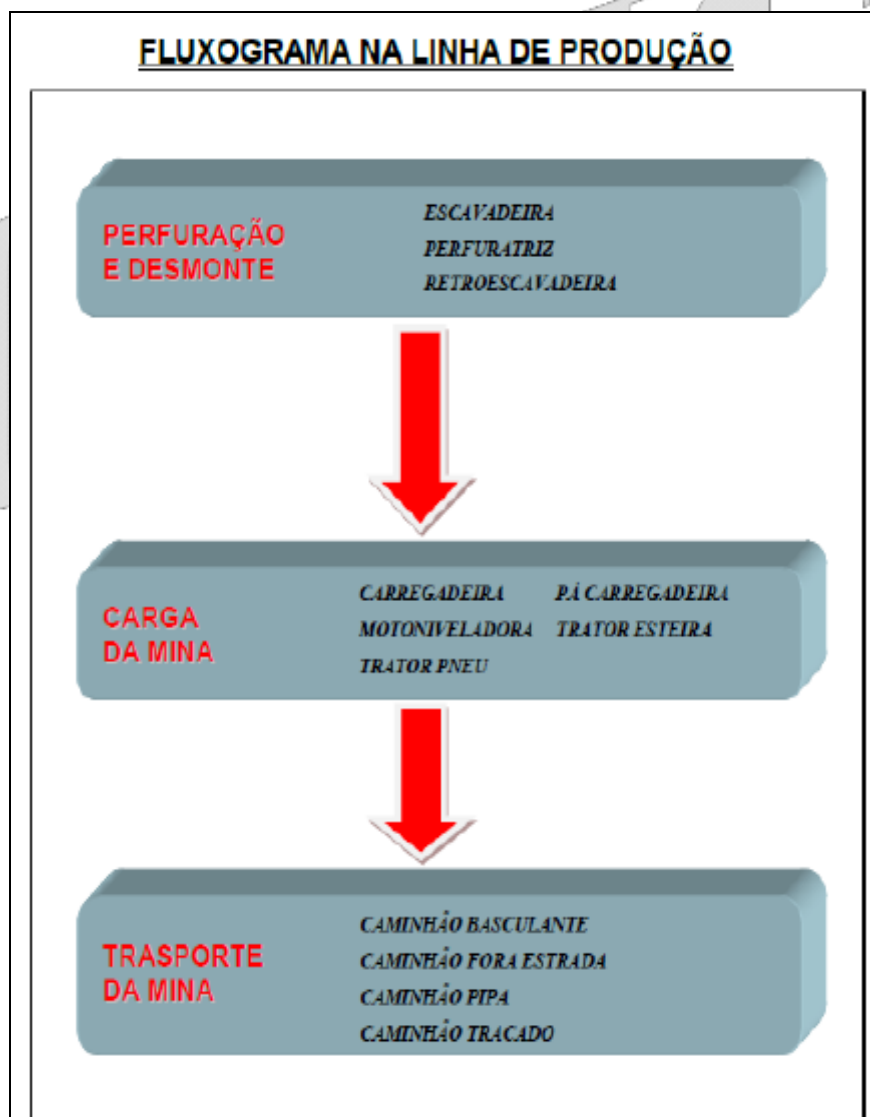 FLUXOGRAMA NA LINHA DE PRODUÇÃO
PERFURAÇÃO
E DESMONTE
ESCAVADEIRA
PERFURATRIZ
RETROESCAVADEIRA
CARGA
DA MINA
CARREGADEIRA PÁ CARREGADEIRA
MOTONIVELADORA TRATOR ESTEIRA
TRATOR PNEU
TRASPORTE
DA MINA
CAMINHÃO BASCULANTE
CAMINHÃO FORA ESTRADA
CAMINHÃO PIPA
CAMINHÃO TRACADO